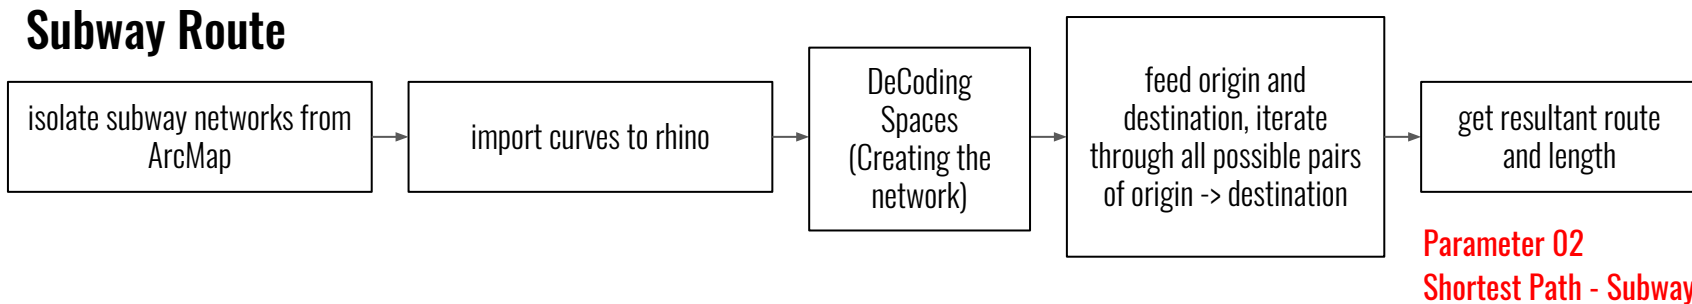 Subway Route
isolate subway networks from
ArcMap
import curves to rhino
DeCoding
Spaces
(Creating the
network)
feed origin and
destination, iterate
through all possible pairs
of origin -> destination
get resultant route
and length
Parameter 02
Shortest Path - Subway